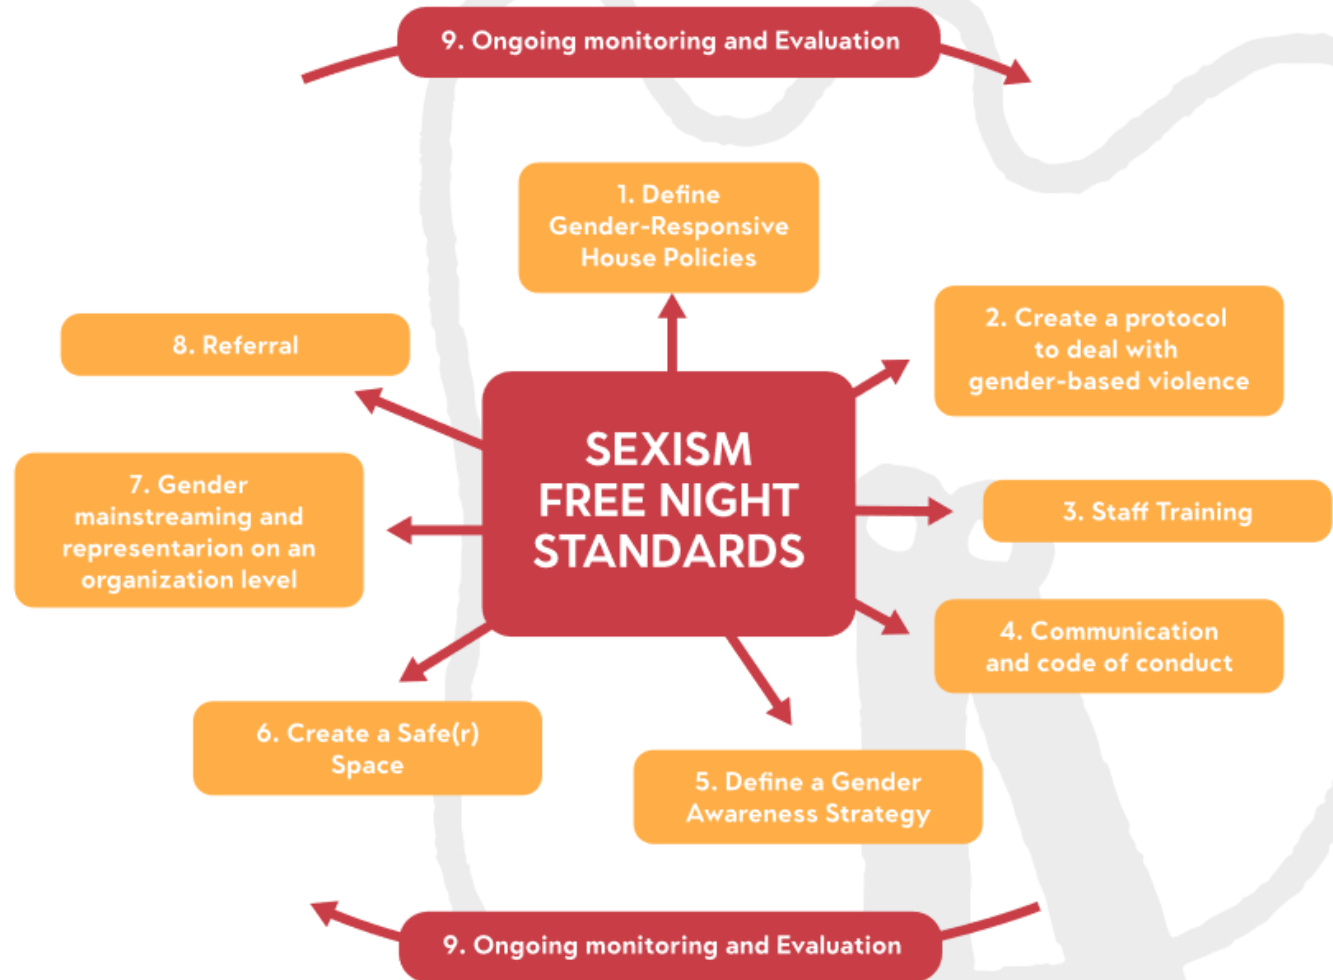 9. Ongoing monitoring and Evaluation
1. Define
Gender-Responsive
House Policies
2. Create a protocol
to deal with
gender-based violence
8. Referral
SEXISM
FREE NIGHT
STANDARDS
7. Gender
mainstreaming and
representarion on an
organization level
3. Staff Training
4. Communication
and code of conduct
6. Create a Safe(r)
Space
5. Define a Gender
Awareness Strategy
9. Ongoing monitoring and Evaluation